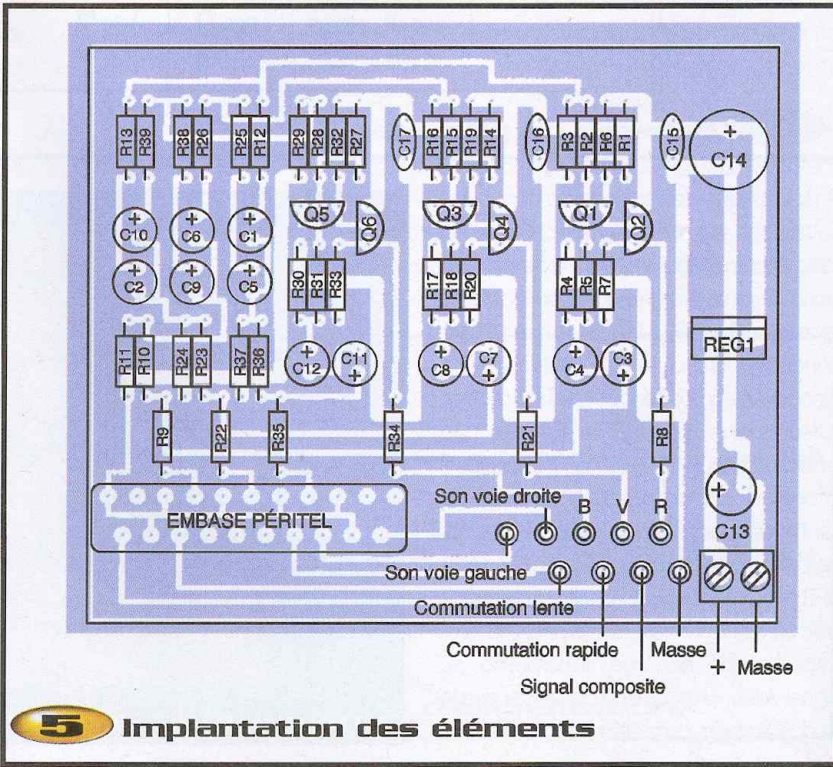 R13 R39 R38 R26 R25 R12 R29 R28 R32 R27 C17 R16 R15 R19 R14 C16 R3 R2 R6 R1 C15 + C14
Q5 Q6 Q3 Q4 Q1 Q2
+ C10 + C6 + C1
+ C2 + C9 + C5
R30 R31 R33 R17 R18 R20 R4 R5 R7
REG1
R11 R10 R24 R23 R37 R36 + C12 C11 + + C8 C7 + + C4 C3 +
R9 R22 R35 R34 R21 R8
+ C13
EMBASE PÉRITEL
Son voie droite B V R
Son voie gauche
Commutation lente
Commutation rapide Masse + Masse
Signal composite
5 Implantation des éléments